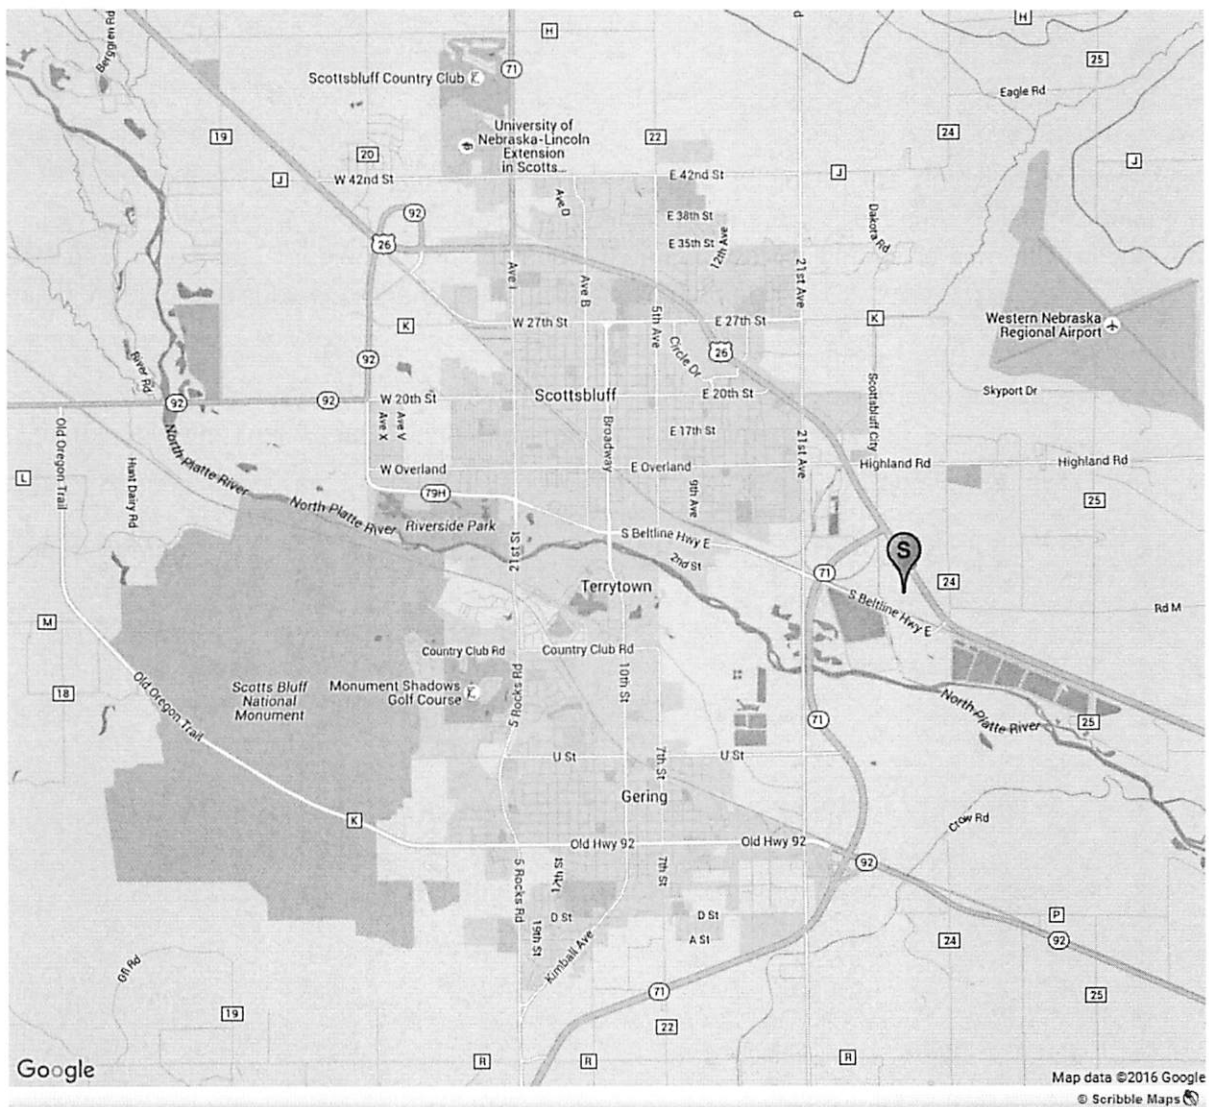 Berggren Rd
H
H
71
25
Scottsbluff Country Club
Eagle Rd
University of
Nebraska-Lincoln
Extension
in Scotts...
19
22
24
20
J
J
J
W 42nd St
E 42nd St
Ave D
92
E 38th St
Dakota Rd
26
E 35th St
12th Ave
Ave I
Ave B
21st Ave
5th Ave
K
W 27th St
E 27th St
K
Western Nebraska
Regional Airport
Circle Dr
26
River Rd
92
92
92
W 20th St
Scottsbluff
E 20th St
Skyport Dr
Scottsbluff City
Ave X
Ave V
Old Oregon Trail
Broadway
E 17th St
21st Ave
North Platte River
Hunt Dairy Rd
L
W Overland
E Overland
Highland Rd
Highland Rd
79H
9th Ave
25
North Platte River
Riverside Park
21st St
S Beltline Hwy E
S
2nd St
71
24
Terrytown
S Beltline Hwy E
Rd M
M
Country Club Rd
Country Club Rd
10th St
S Rocks Rd
18
Old Oregon Trail
Scotts Bluff
National
Monument
Monument Shadows
Golf Course
North Platte River
71
25
U St
7th St
U St
Gering
K
Crow Rd
Old Hwy 92
Old Hwy 92
92
S Rocks Rd
17th St
7th St
D St
D St
P
19th St
A St
24
92
Kimball Ave
Gfi Rd
71
25
19
22
R
R
R
Google
Map data ©2016 Google
© Scribble Maps